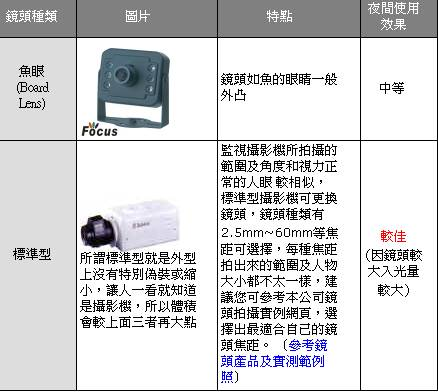 鏡頭種類
圖片
特點
夜間使用
效果
魚眼
(Board
Lens)
Focus
鏡頭如魚的眼睛一般
外凸
中等
標準型
所謂標準型就是外型
上沒有特別偽裝或縮
小，讓人一看就知道
是攝影機，所以體積
會較上面三者再大點
監視攝影機所拍攝的
範圍及角度和視力正
常的人眼 較相似，
標準型攝影機可更換
鏡頭，鏡頭種類有
2.5mm~60mm等焦
距可選擇，每種焦距
拍出來的範圍及人物
大小都不太一樣，建
議您可參考本公司鏡
頭拍攝實例網頁，選
擇出最適合自己的鏡
頭焦距。〔參考鏡
頭產品及實測範例
照〕
較佳
(因鏡頭較
大入光量
較大)